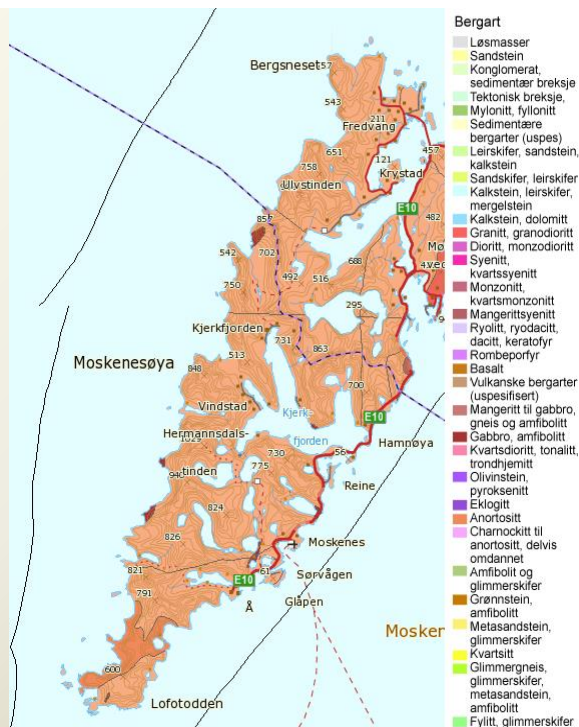 Bergsneset
57
543
211
Fredvang
457
651
121
758
Krystad
Ulvstinden
E10
482
857
702
542
688
492
516
750
295
Kjerkfjorden
731
513
863
Moskenesøya
848
700
Vindstad
Kjerk-
E10
Hermannsdals-
fjorden
Hamnøya
1029
730
56
tinden
775
940
Reine
824
826
Moskenes
821
61
Sørvågen
E10
791
Å
Glåpen
Mosken
600
Lofotodden
Bergart
Løsmasser
Sandstein
Konglomerat,
sedimentær breksje
Tektonisk breksje,
Mylonitt, fyllonitt
Sedimentære
bergarter (uspes)
Leirskifer, sandstein,
kalkstein
Sandskifer, leirskifer
Kalkstein, leirskifer,
mergelstein
Kalkstein, dolomitt
Granitt, granodioritt
Dioritt, monzodioritt
Syenitt,
kvartssyenitt
Monzonitt,
kvartsmonzonitt
Mangerittsyenitt
Ryolitt, ryodacitt,
dacitt, keratofyr
Rombeporfyr
Basalt
Vulkanske bergarter
(uspesifisert)
Mangeritt til gabbro,
gneis og amfibolitt
Gabbro, amfibolitt
Kvartsdioritt, tonalitt,
trondhjemitt
Olivinstein,
pyroksenitt
Eklogitt
Anortositt
Charnockitt til
anortositt, delvis
omdannet
Amfibolit og
glimmerskifer
Grønnstein,
amfibolitt
Metasandstein,
glimmerskifer
Kvartsitt
Glimmergneis,
glimmerskifer,
metasandstein,
amfibolitt
Fylitt, glimmerskifer